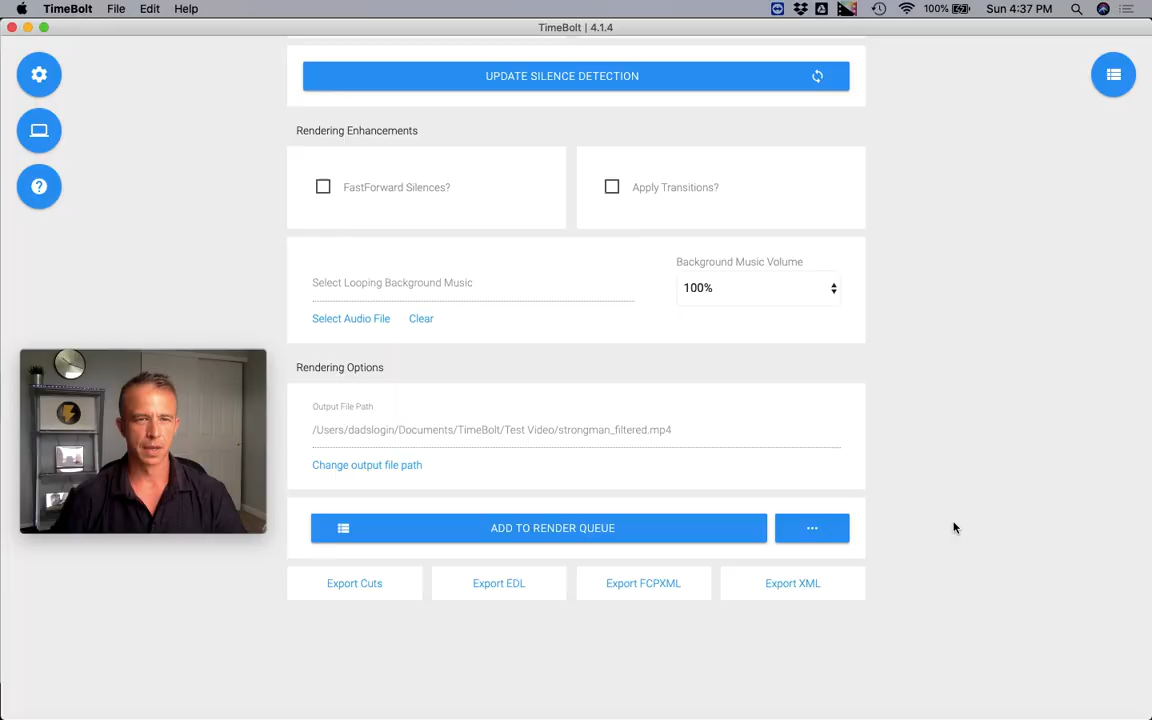 TimeBolt File Edit Help
100% Sun 4:37 PM
TimeBolt | 4.1.4
UPDATE SILENCE DETECTION
Rendering Enhancements
FastForward Silences?
Apply Transitions?
Background Music Volume
Select Looping Background Music
100%
Select Audio File Clear
Rendering Options
Output File Path
/Users/dadslogin/Documents/TimeBolt/Test Video/strongman_filtered.mp4
Change output file path
ADD TO RENDER QUEUE
Export Cuts
Export EDL
Export FCPXML
Export XML